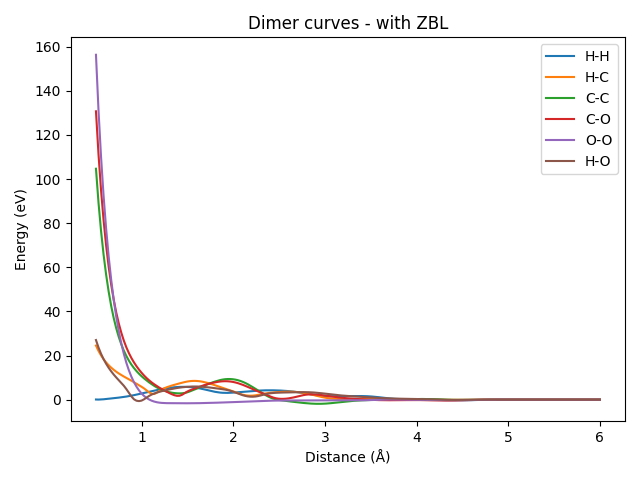 Dimer curves - with ZBL
160
140
120
100
80
60
40
20
0
Energy (eV)
H-H
H-C
C-C
C-O
O-O
H-O
1 2 3 4 5 6
Distance (Å)